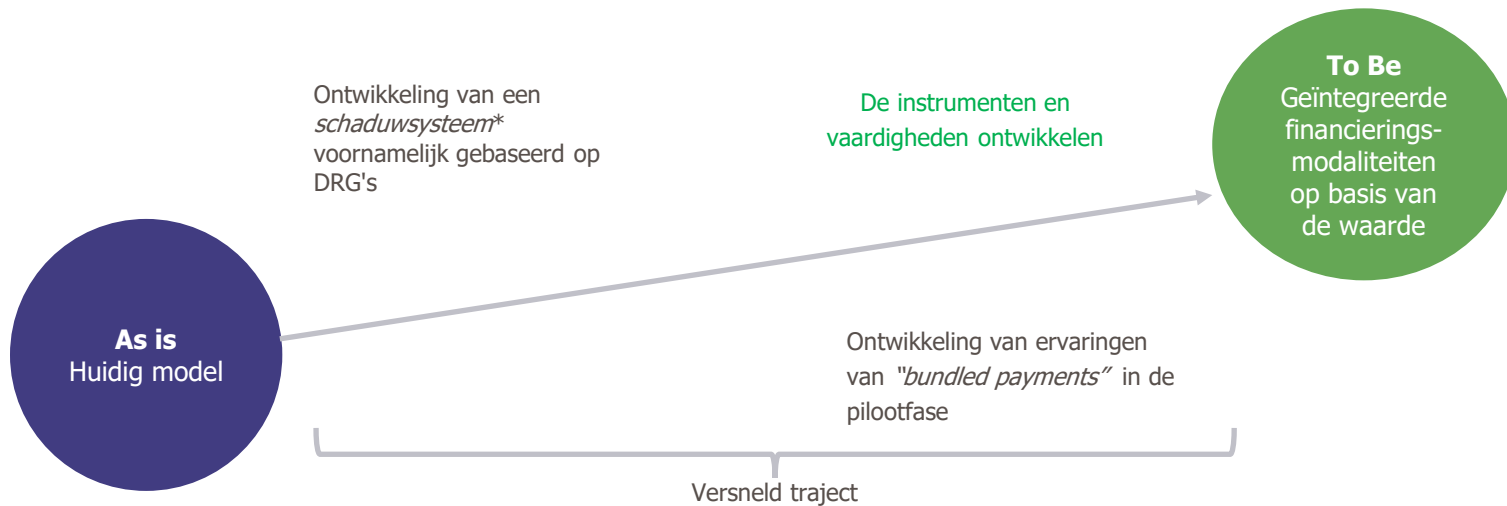 As is
Huidig model
Ontwikkeling van een
schaduwsysteem*
voornamelijk gebaseerd op
DRG's
De instrumenten en
vaardigheden ontwikkelen
Ontwikkeling van ervaringen
van "bundled payments" in de
pilootfase
Versneld traject
To Be
Geïntegreerde
financierings-
modaliteiten
op basis van
de waarde